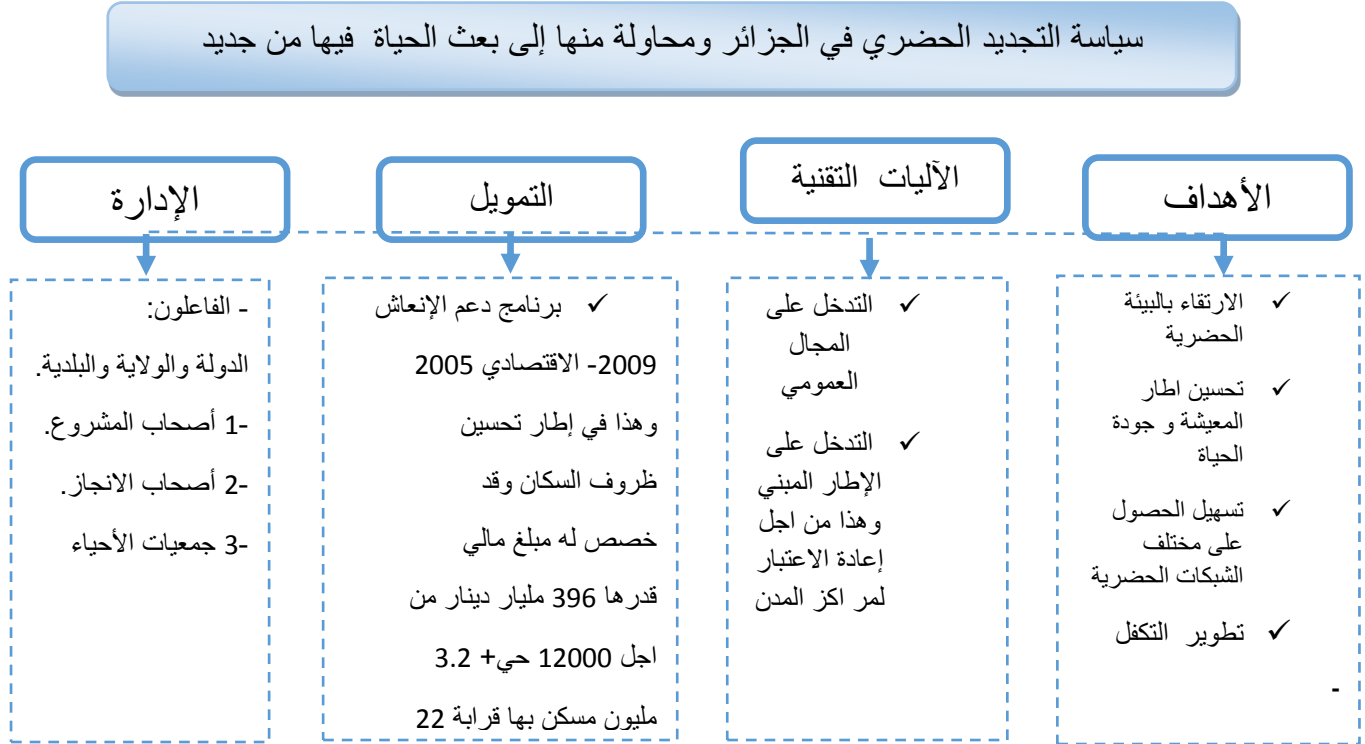 سياسة التجديد الحضري في الجزائر ومحاولة منها إلى بعث الحياة فيها من جديد
الأهداف
✓ الارتقاء بالبيئة
الحضرية
✓ تحسين اطار
المعيشة و جودة
الحياة
✓ تسهيل الحصول
على مختلف
الشبكات الحضرية
✓ تطوير التكفل
-
الآليات التقنية
✓ التدخل على
المجال
العمومي
✓ التدخل على
الإطار المبني
وهذا من اجل
إعادة الاعتبار
لمر اكز المدن
التمويل
✓ برنامج دعم الإنعاش
2009- الاقتصادي 2005
وهذا في إطار تحسين
ظروف السكان وقد
خصص له مبلغ مالي
قدرها 396 مليار دينار من
اجل 12000 حي+ 3.2
مليون مسكن بها قرابة 22
الإدارة
- الفاعلون:
الدولة والولاية والبلدية.
1- أصحاب المشروع.
2- أصحاب الانجاز.
3- جمعيات الأحياء